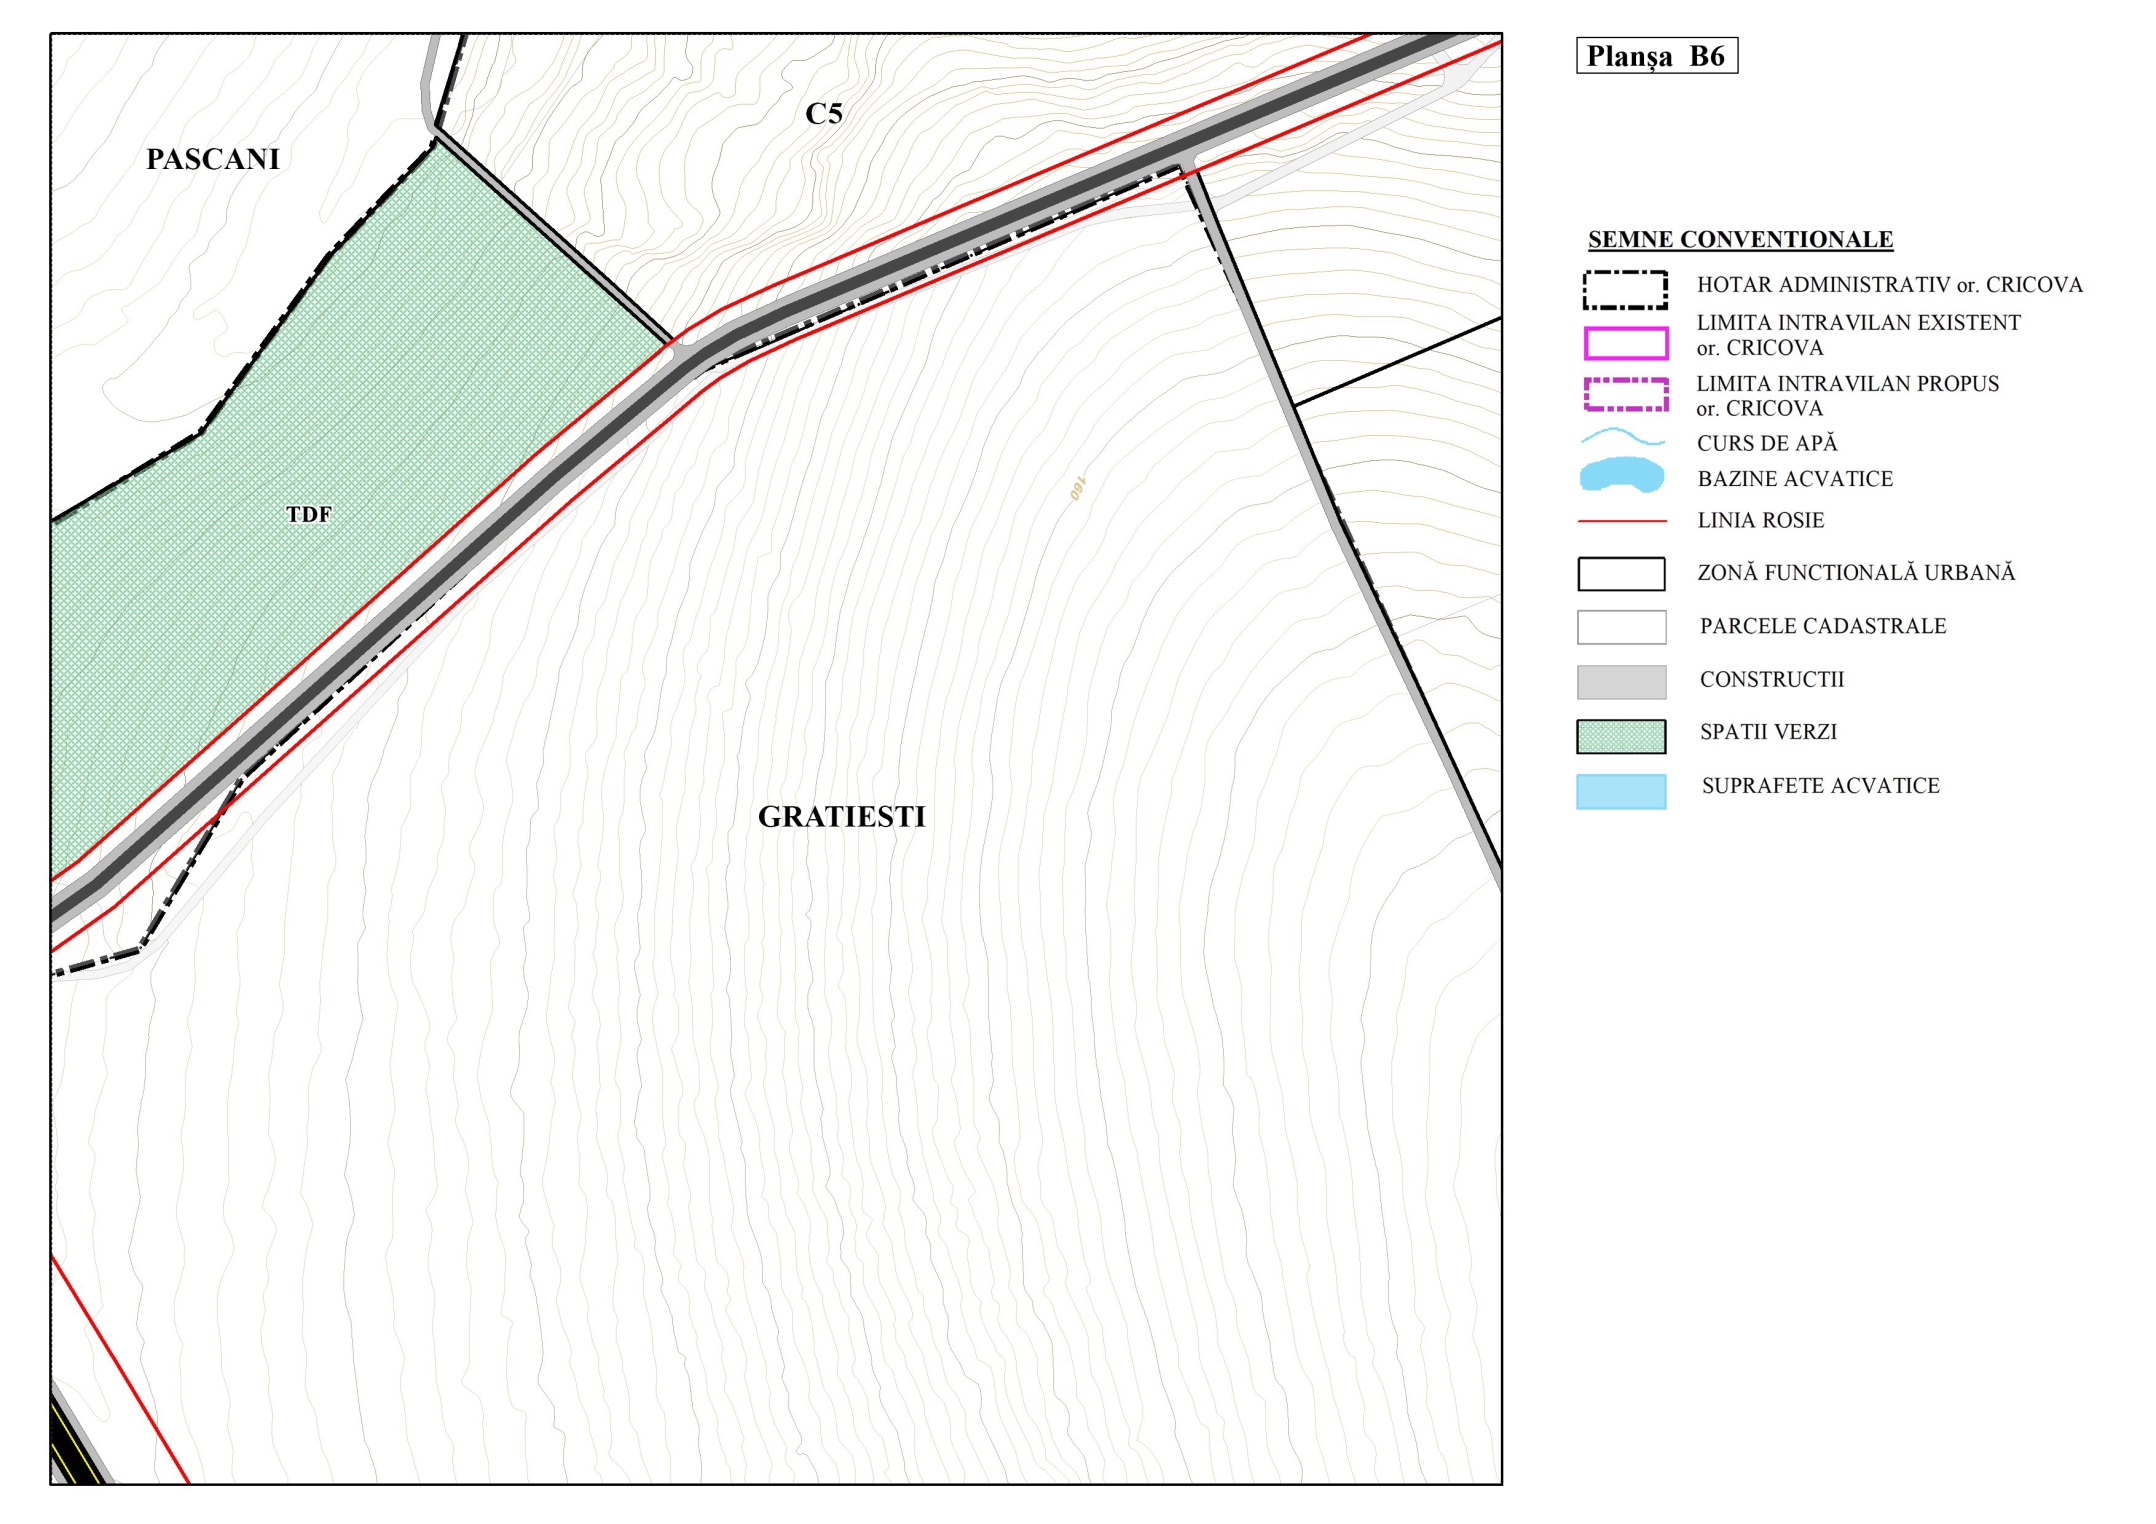 Planșa B6
C5
PASCANI
SEMNE CONVENTIONALE
HOTAR ADMINISTRATIV or. CRICOVA
LIMITA INTRAVILAN EXISTENT
or. CRICOVA
LIMITA INTRAVILAN PROPUS
or. CRICOVA
CURS DE APĂ
BAZINE ACVATICE
160
TDF
LINIA ROSIE
ZONĂ FUNCTIONALĂ URBANĂ
PARCELE CADASTRALE
CONSTRUCTII
SPATII VERZI
SUPRAFETE ACVATICE
GRATIESTI